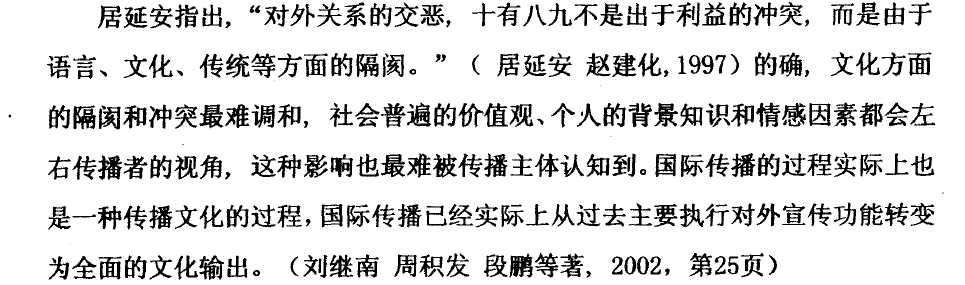 居延安指出，“对外关系的交恶，十有八九不是出于利益的冲突，而是由于
语言、文化、传统等方面的隔阂。”（ 居延安 赵建化,1997）的确，文化方面
的隔阂和冲突最难调和，社会普遍的价值观、个人的背景知识和情感因素都会左
右传播者的视角，这种影响也最难被传播主体认知到。国际传播的过程实际上也
是一种传播文化的过程，国际传播已经实际上从过去主要执行对外宣传功能转变
为全面的文化输出。（刘继南 周积发 段鹏等著，2002，第25页）